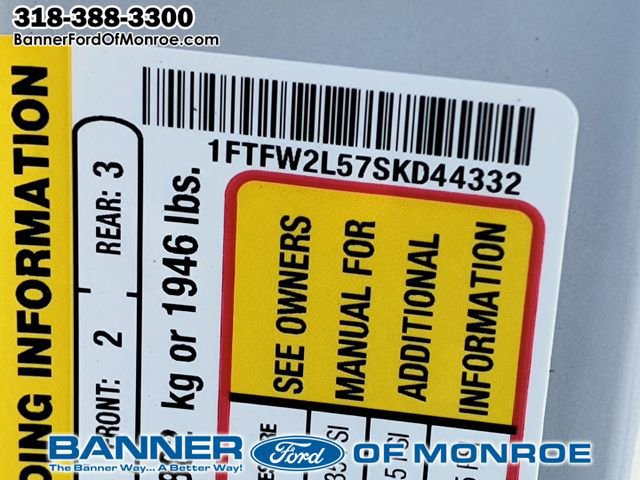 318-388-3300
BannerFordOfMonroe.com
1FTFW2L57SKD44332
DING INFORMATION
FRONT: 2 REAR: 3
kg or 1946 lbs.
SEE OWNERS
MANUAL FOR
ADDITIONAL
INFORMATION
BANNER Ford OF MONROE
The Banner Way... A Better Way!